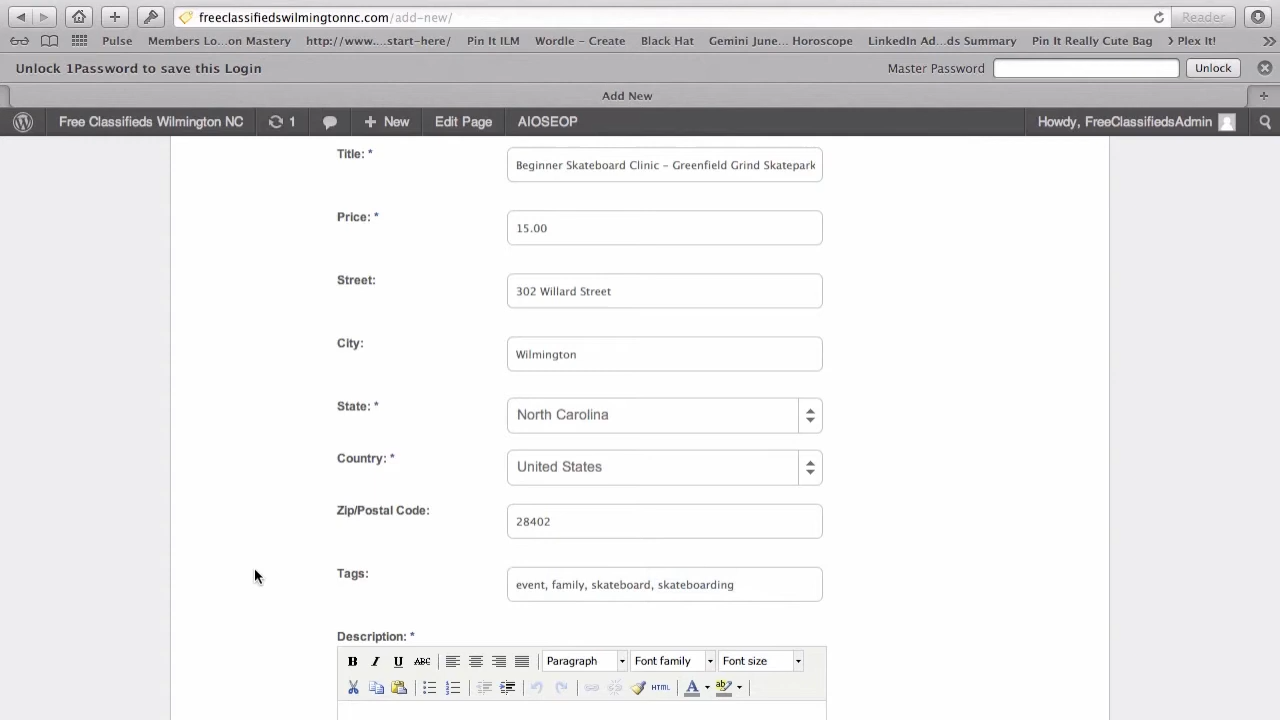 freeclassifiedswilmingtonnc.com/add-new/
Reader
Pulse Members Lo...on Mastery http://www....start-here/ Pin It ILM Wordle - Create Black Hat Gemini June... Horoscope LinkedIn Ad...ds Summary Pin It Really Cute Bag Plex It!
Unlock 1Password to save this Login Master Password Unlock
Add New
Free Classifieds Wilmington NC 1 New Edit Page AIOSEOP Howdy, FreeClassifiedsAdmin
Title: * Beginner Skateboard Clinic – Greenfield Grind Skatepark
Price: * 15.00
Street: 302 Willard Street
City: Wilmington
State: * North Carolina
Country: * United States
Zip/Postal Code: 28402
Tags: event, family, skateboard, skateboarding
Description: *
B I U ABC Paragraph Font family Font size
HTML A ab